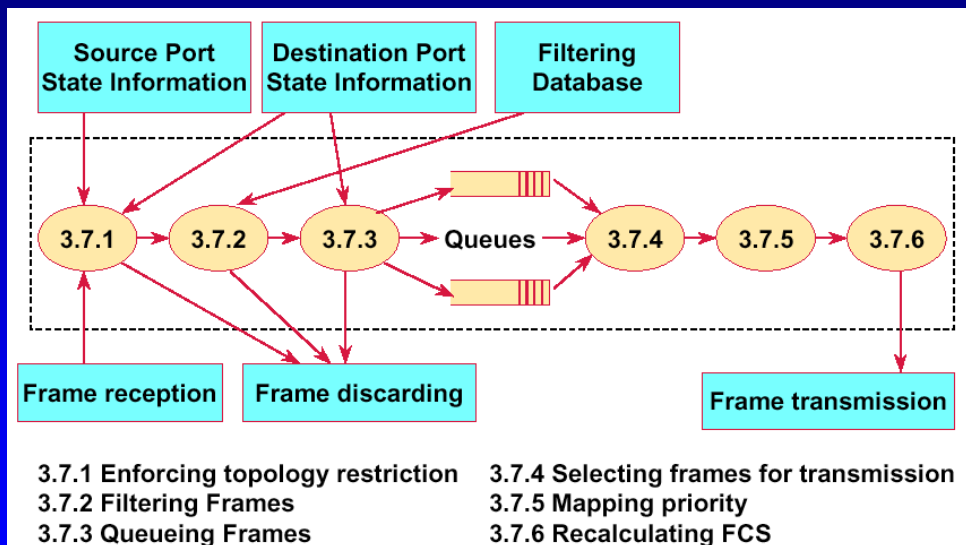 Source Port
State Information
Destination Port
State Information
Filtering
Database
3.7.1
3.7.2
3.7.3
Queues
3.7.4
3.7.5
3.7.6
Frame reception
Frame discarding
Frame transmission
3.7.1 Enforcing topology restriction
3.7.2 Filtering Frames
3.7.3 Queueing Frames
3.7.4 Selecting frames for transmission
3.7.5 Mapping priority
3.7.6 Recalculating FCS